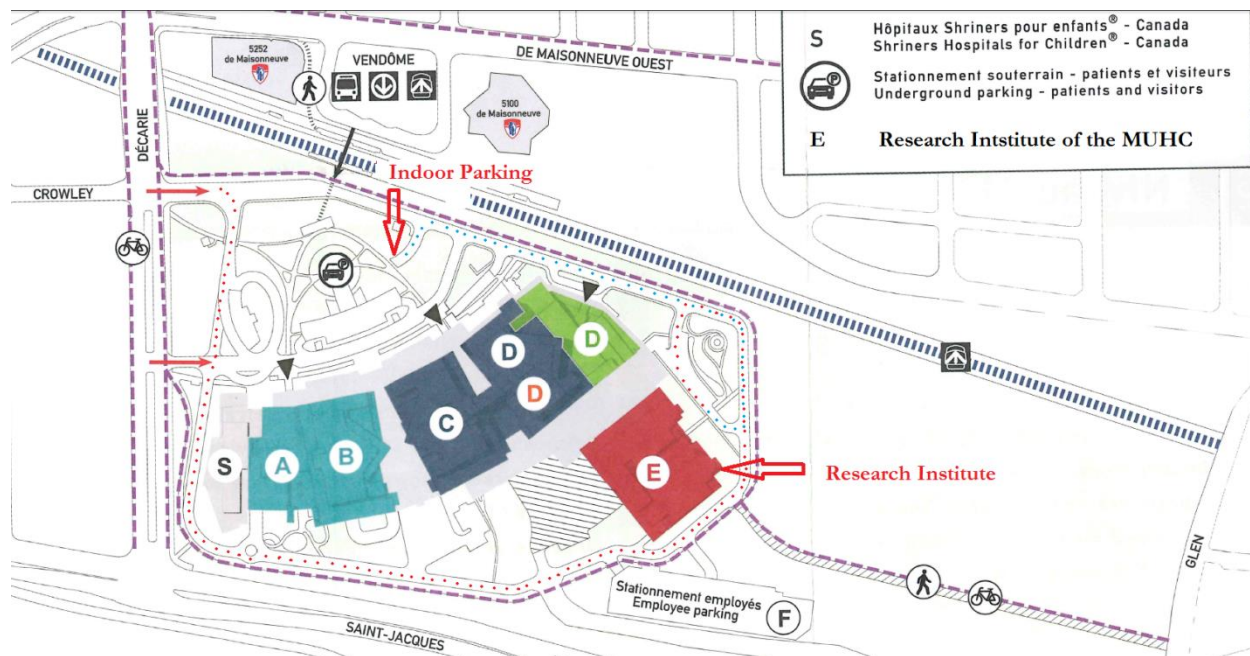 S
Hôpitaux Shriners pour enfants® - Canada
Shriners Hospitals for Children® - Canada
P
Stationnement souterrain - patients et visiteurs
Underground parking - patients and visitors
E Research Intstitute of the MUHC
5252
de Maisonneuve
VENDÔME
DE MAISONNEUVE OUEST
5100
de Maisonneuve
DÉCARIE
CROWLEY
Indoor Parking
P
D
D
D
C
S
A
B
E
Research Institute
GLEN
Stationnement employés
Employee parking
F
SAINT-JACQUES